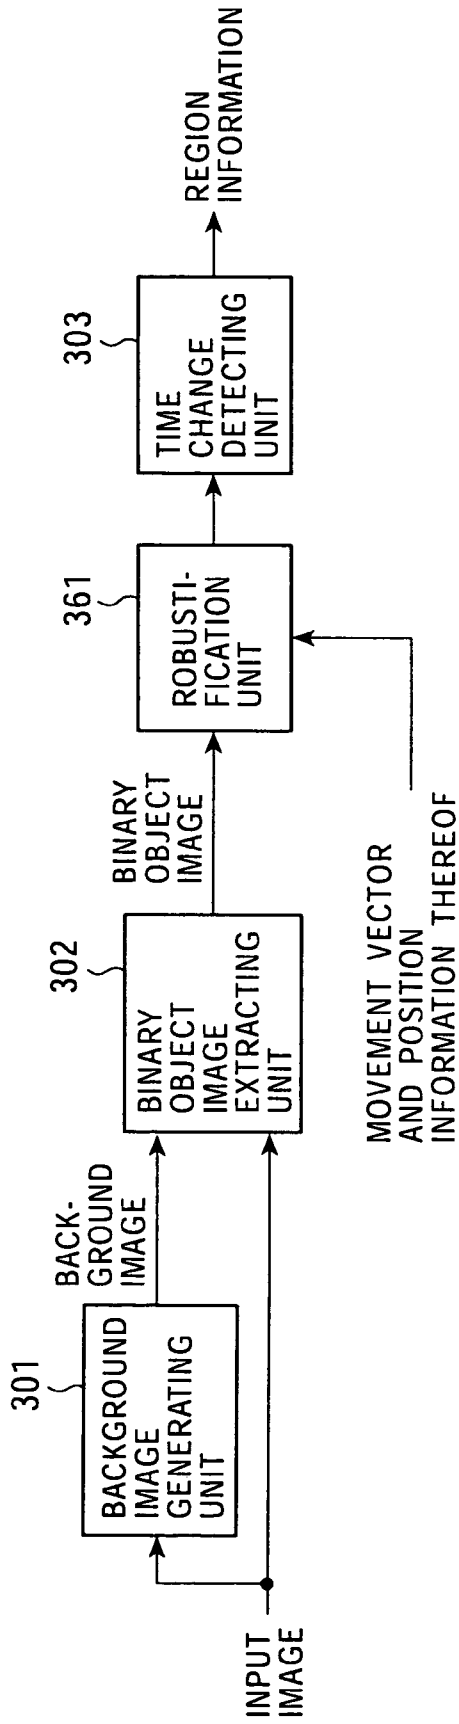 INPUT
IMAGE
301
BACKGROUND
IMAGE
GENERATING
UNIT
BACK-
GROUND
IMAGE
302
BINARY
OBJECT
IMAGE
EXTRACTING
UNIT
BINARY
OBJECT
IMAGE
361
ROBUSTI-
FICATION
UNIT
MOVEMENT VECTOR
AND POSITION
INFORMATION THEREOF
303
TIME
CHANGE
DETECTING
UNIT
REGION
INFORMATION